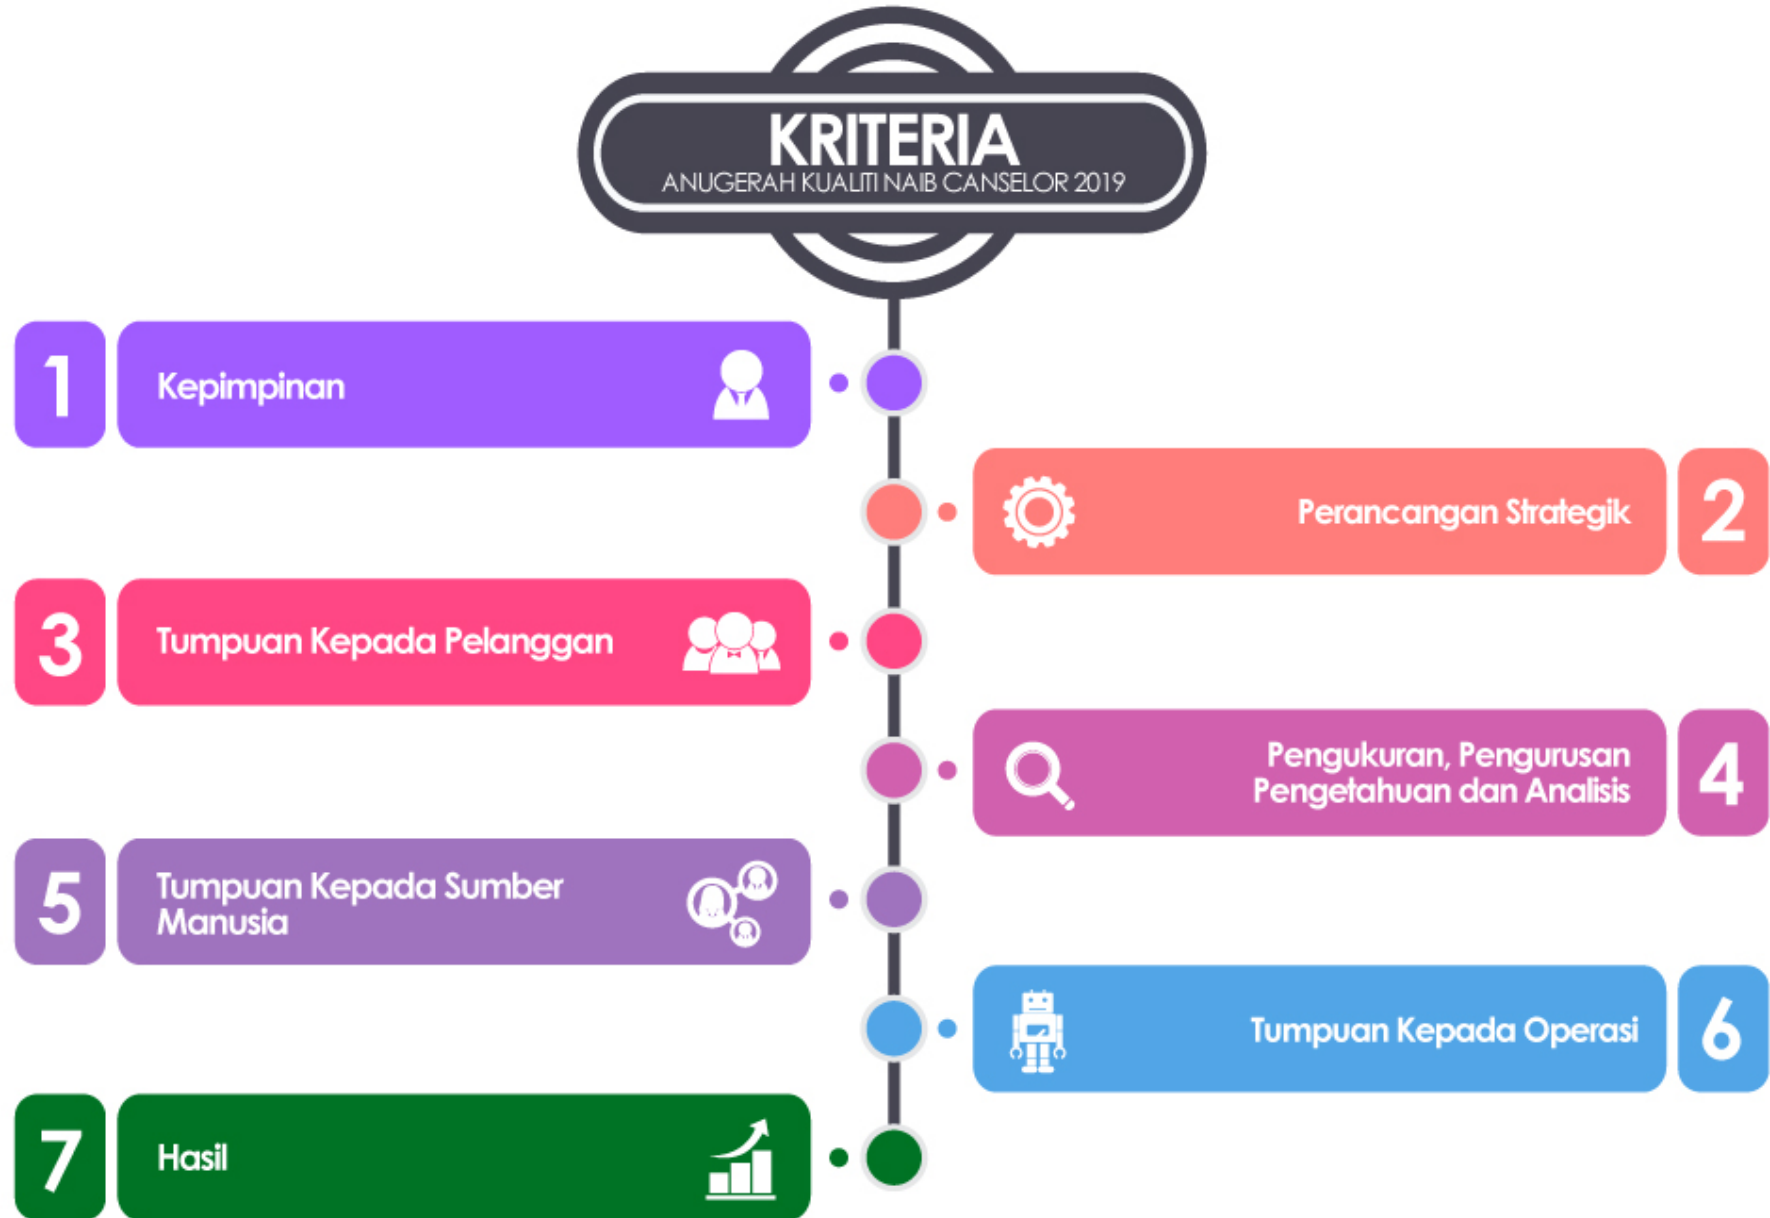 KRITERIA
ANUGERAH KUALITI NAIB CANSELOR 2019
1
Kepimpinan
Perancangan Strategik
2
3
Tumpuan Kepada Pelanggan
Pengukuran, Pengurusan
Pengetahuan dan Analisis
4
5
Tumpuan Kepada Sumber
Manusia
Tumpuan Kepada Operasi
6
7
Hasil